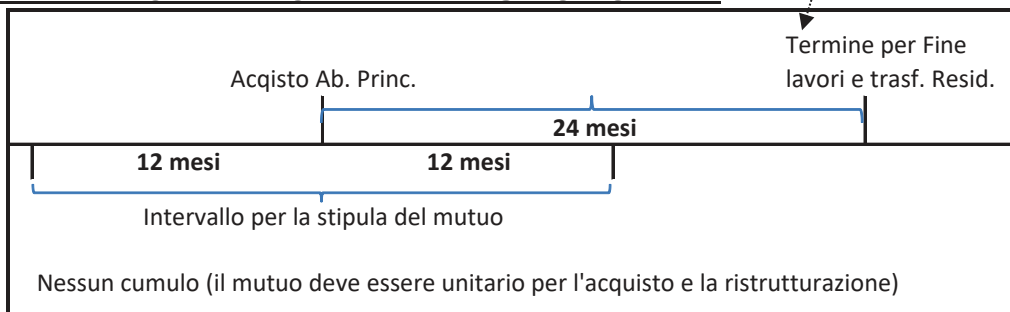 Termine per Fine
Acqisto Ab. Princ.
lavori e trasf. Resid.
24 mesi
12 mesi
12 mesi
Intervallo per la stipula del mutuo
Nessun cumulo (il mutuo deve essere unitario per l'acquisto e la ristrutturazione)